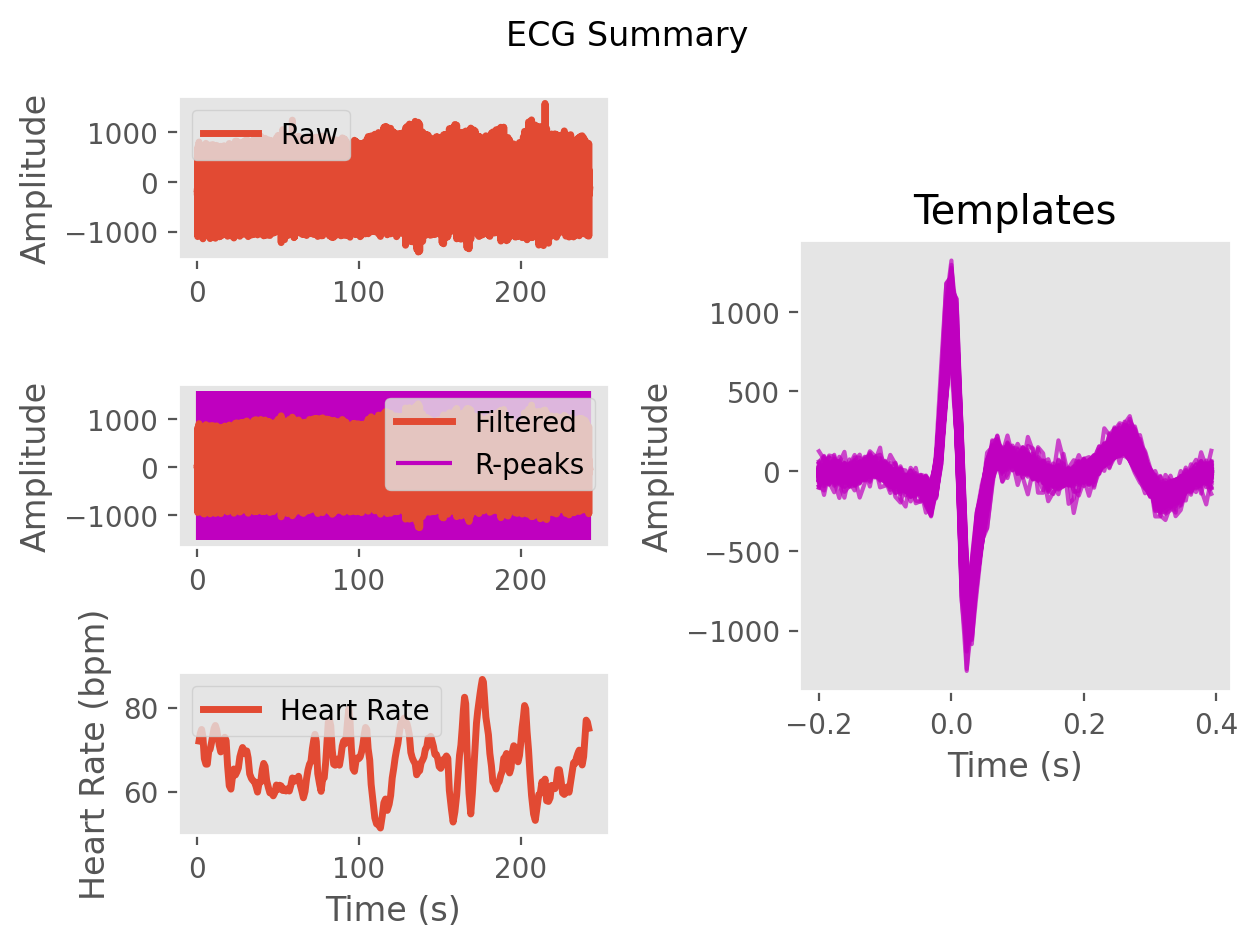 ECG Summary
Amplitude
1000
0
−1000
Raw
0 100 200
Amplitude
1000
0
−1000
Filtered
R-peaks
0 100 200
Heart Rate (bpm)
80
60
Heart Rate
0 100 200
Time (s)
Templates
Amplitude
1000
500
0
−500
−1000
−0.2 0.0 0.2 0.4
Time (s)